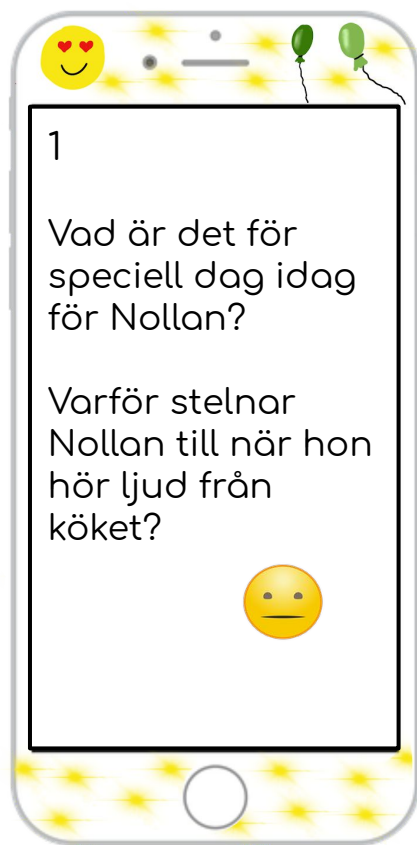 1
Vad är det för
speciell dag idag
för Nollan?
Varför stelnar
Nollan till när hon
hör ljud från
köket?